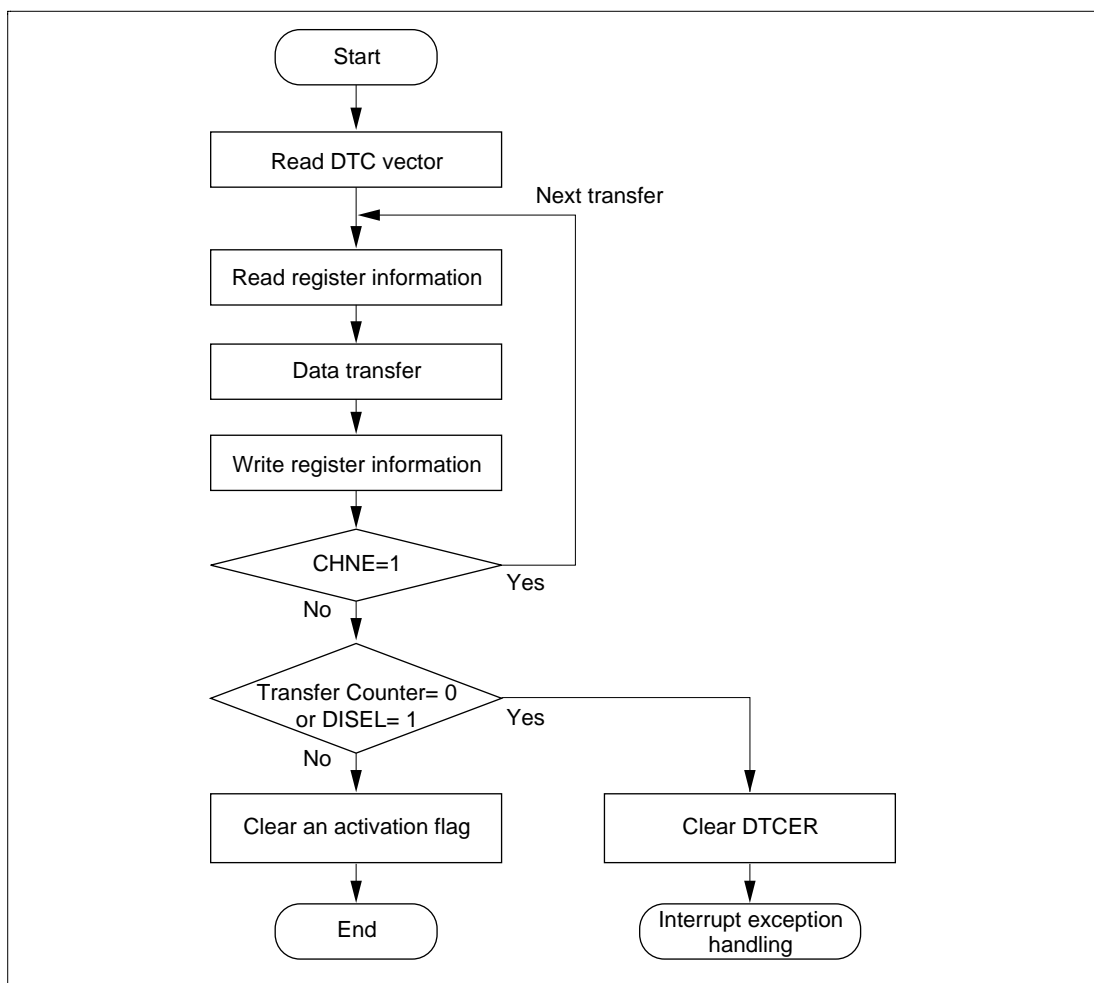 Start
Read DTC vector
Next transfer
Read register information
Data transfer
Write register information
CHNE=1
Yes
No
Transfer Counter= 0
or DISEL= 1
Yes
No
Clear an activation flag
Clear DTCER
End
Interrupt exception
handling